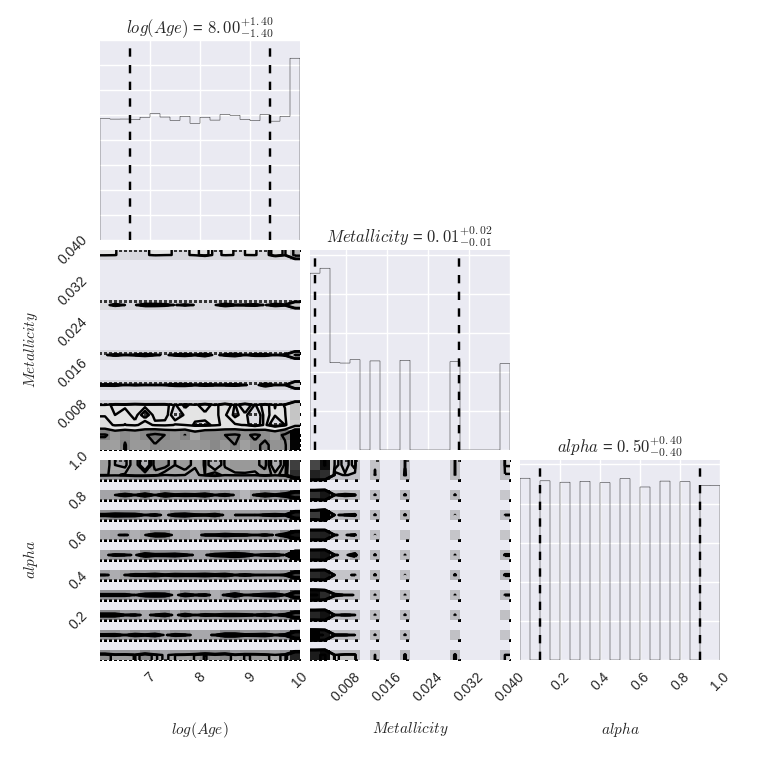 log(Age) = 8.00+1.40−1.40
Metallicity = 0.01+0.02−0.01
0.040
0.032
0.024
0.016
0.008
Metallicity
alpha = 0.50+0.40−0.40
1.0
0.8
0.6
0.4
0.2
alpha
7 8 9 10
0.008 0.016 0.024 0.032 0.040
0.2 0.4 0.6 0.8 1.0
log(Age) Metallicity alpha